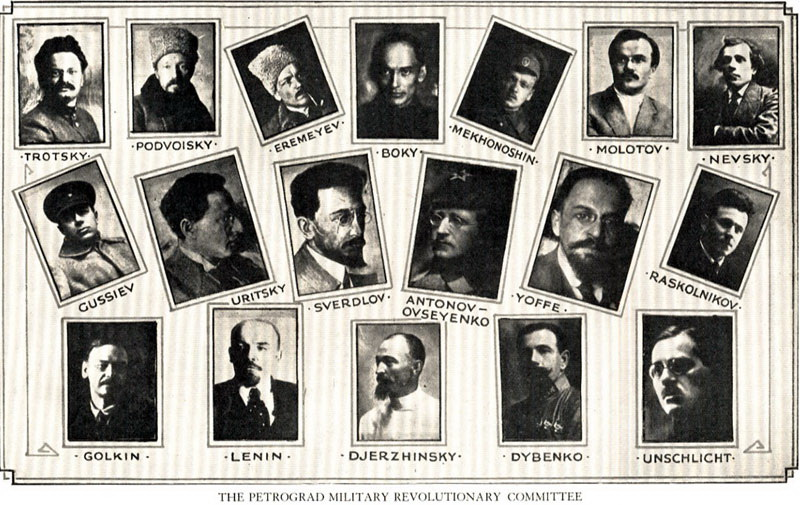 · TROTSKY ·
· PODVOISKY ·
· EREMEYEV ·
· BOKY ·
· MEKHONOSHIN ·
· MOLOTOV ·
· NEVSKY ·
GUSSIEV
URITSKY
· SVERDLOV ·
ANTONOV–
OVSEYENKO
· YOFFE ·
· RASKOLNIKOV ·
· GOLKIN ·
· LENIN ·
· DJERZHINSKY ·
· DYBENKO ·
· UNSCHLICHT ·
THE PETROGRAD MILITARY REVOLUTIONARY COMMITTEE